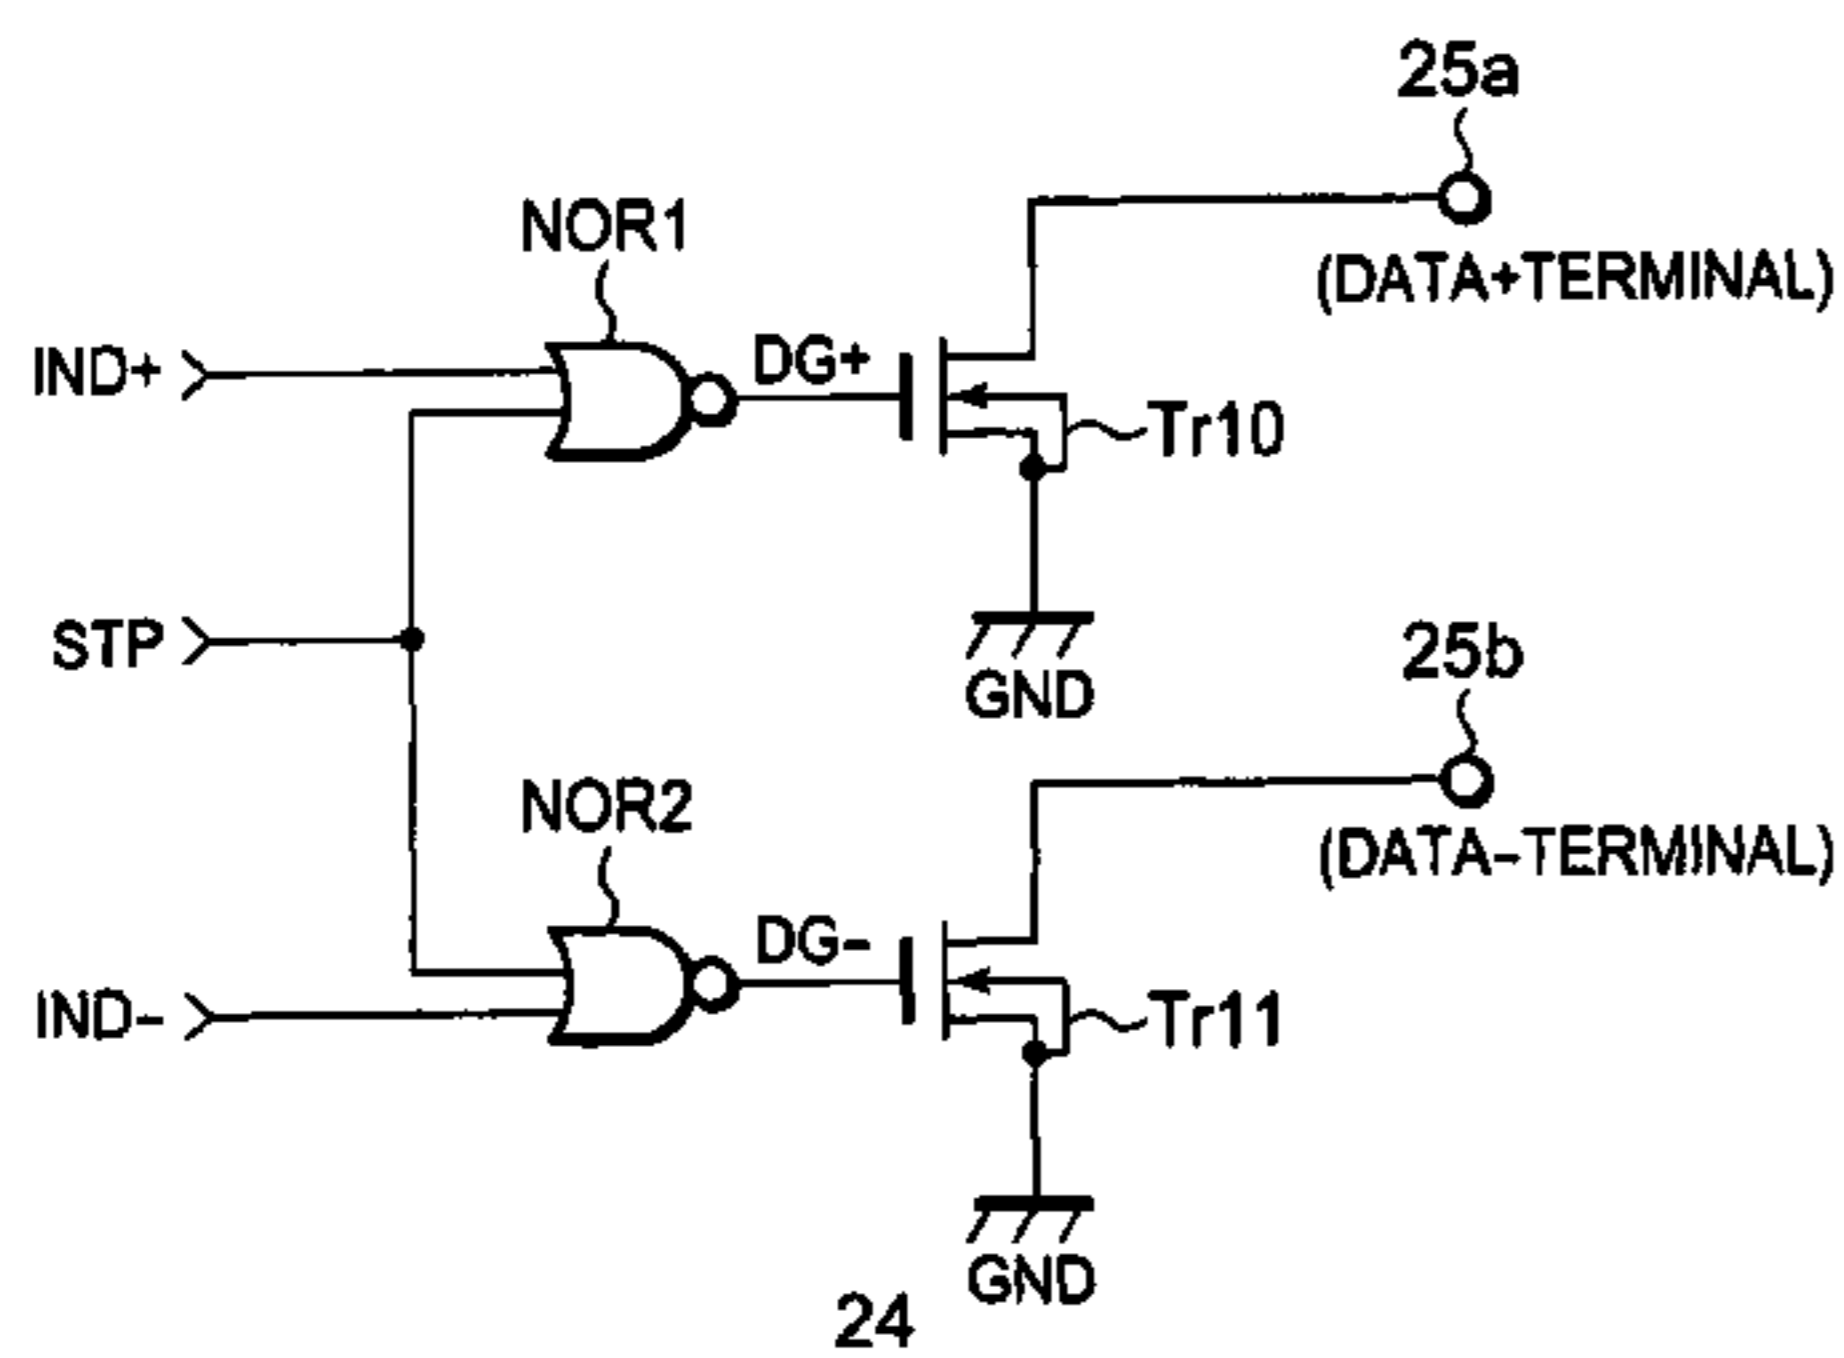 25a
NOR1
(DATA+TERMINAL)
IND+
DG+
Tr10
STP
GND
25b
NOR2
(DATA-TERMINAL)
DG-
IND-
Tr11
GND
24